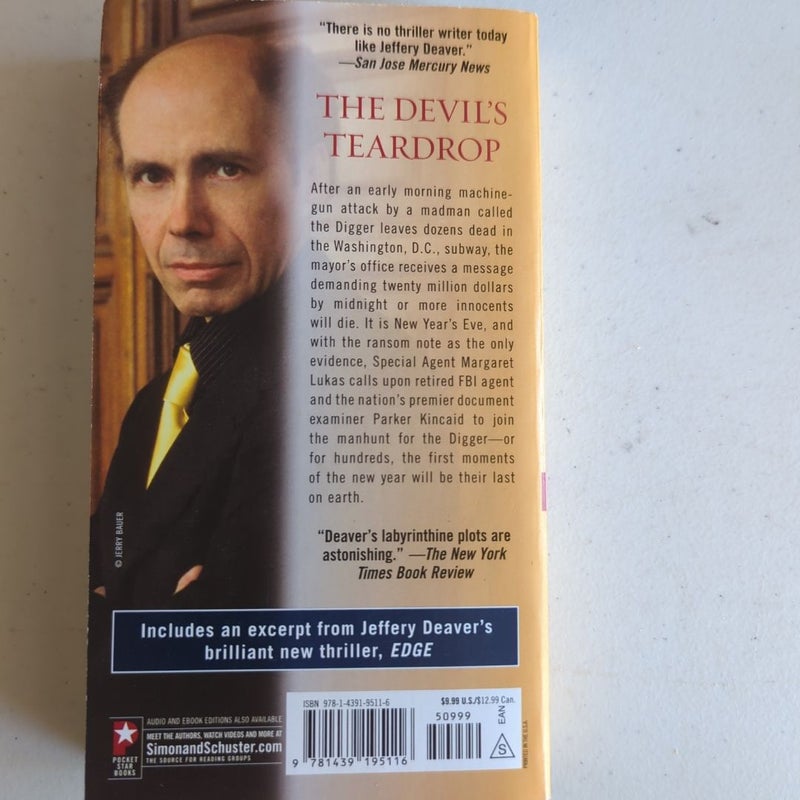 "There is no thriller writer today
like Jeffery Deaver."
—San Jose Mercury News
THE DEVIL'S
TEARDROP
After an early morning machine-
gun attack by a madman called
the Digger leaves dozens dead in
the Washington, D.C., subway, the
mayor's office receives a message
demanding twenty million dollars
by midnight or more innocents
will die. It is New Year's Eve, and
with the ransom note as the only
evidence, Special Agent Margaret
Lukas calls upon retired FBI agent
and the nation's premier document
examiner Parker Kincaid to join
the manhunt for the Digger—or
for hundreds, the first moments
of the new year will be their last
on earth.
"Deaver's labyrinthine plots are
astonishing." —The New York
Times Book Review
© JERRY BAUER
Includes an excerpt from Jeffery Deaver's
brilliant new thriller, EDGE
POCKET
STAR
BOOKS
AUDIO AND EBOOK EDITIONS ALSO AVAILABLE
MEET THE AUTHORS, WATCH VIDEOS AND MORE AT
SimonandSchuster.com
THE SOURCE FOR READING GROUPS
ISBN 978-1-4391-9511-6
$9.99 U.S./$12.99 Can.
50999
9 781439 195116
EAN
S
PRINTED IN THE U.S.A.